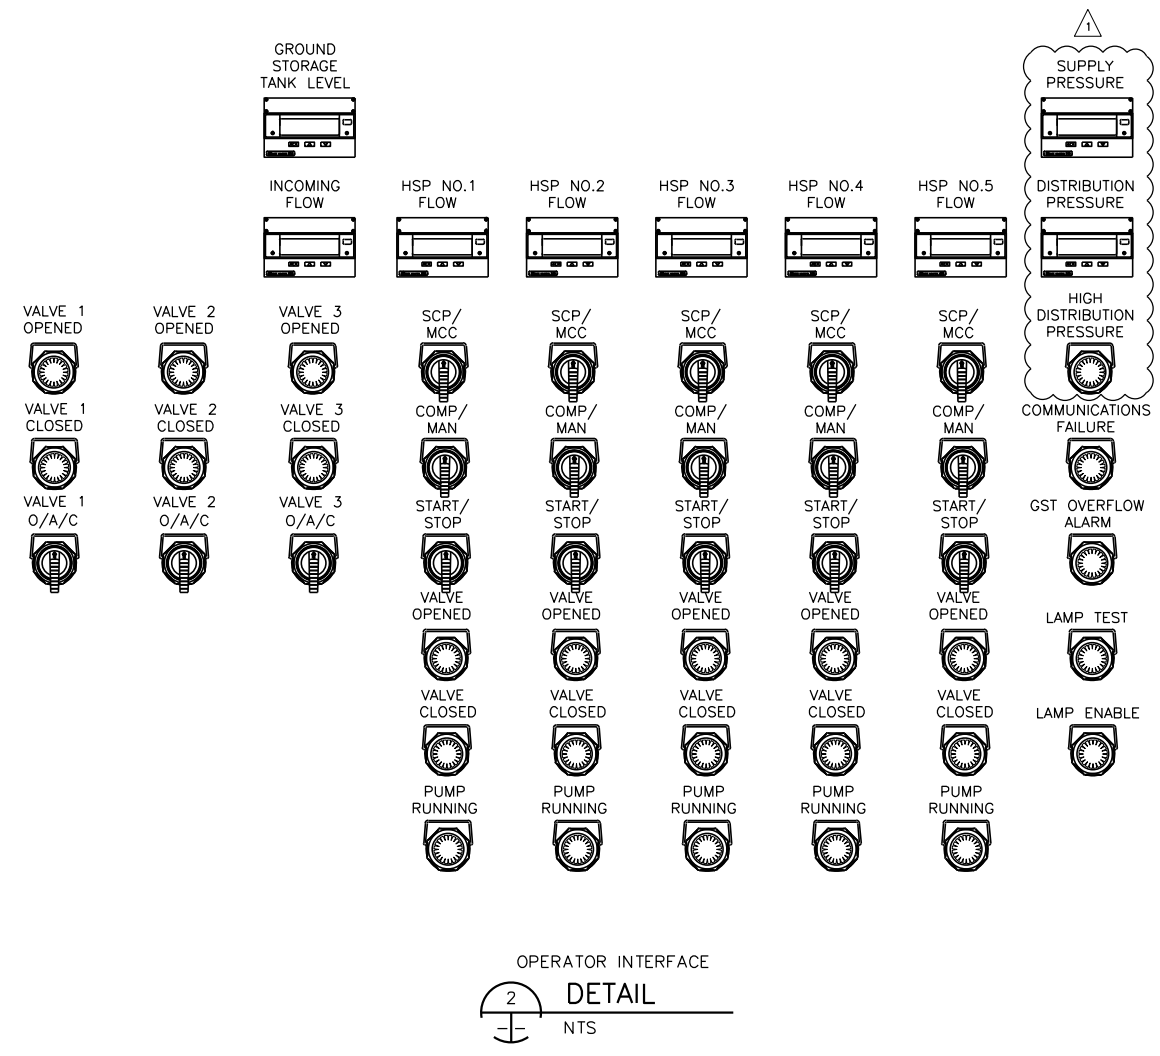 1
GROUND
STORAGE
TANK LEVEL
SUPPLY
PRESSURE
INCOMING
FLOW
HSP NO.1
FLOW
HSP NO.2
FLOW
HSP NO.3
FLOW
HSP NO.4
FLOW
HSP NO.5
FLOW
DISTRIBUTION
PRESSURE
VALVE 1
OPENED
VALVE 2
OPENED
VALVE 3
OPENED
SCP/
MCC
SCP/
MCC
SCP/
MCC
SCP/
MCC
SCP/
MCC
HIGH
DISTRIBUTION
PRESSURE
VALVE 1
CLOSED
VALVE 2
CLOSED
VALVE 3
CLOSED
COMP/
MAN
COMP/
MAN
COMP/
MAN
COMP/
MAN
COMP/
MAN
COMMUNICATIONS
FAILURE
VALVE 1
O/A/C
VALVE 2
O/A/C
VALVE 3
O/A/C
START/
STOP
START/
STOP
START/
STOP
START/
STOP
START/
STOP
GST OVERFLOW
ALARM
VALVE
OPENED
VALVE
OPENED
VALVE
OPENED
VALVE
OPENED
VALVE
OPENED
LAMP TEST
VALVE
CLOSED
VALVE
CLOSED
VALVE
CLOSED
VALVE
CLOSED
VALVE
CLOSED
LAMP ENABLE
PUMP
RUNNING
PUMP
RUNNING
PUMP
RUNNING
PUMP
RUNNING
PUMP
RUNNING
OPERATOR INTERFACE
2
DETAIL
NTS